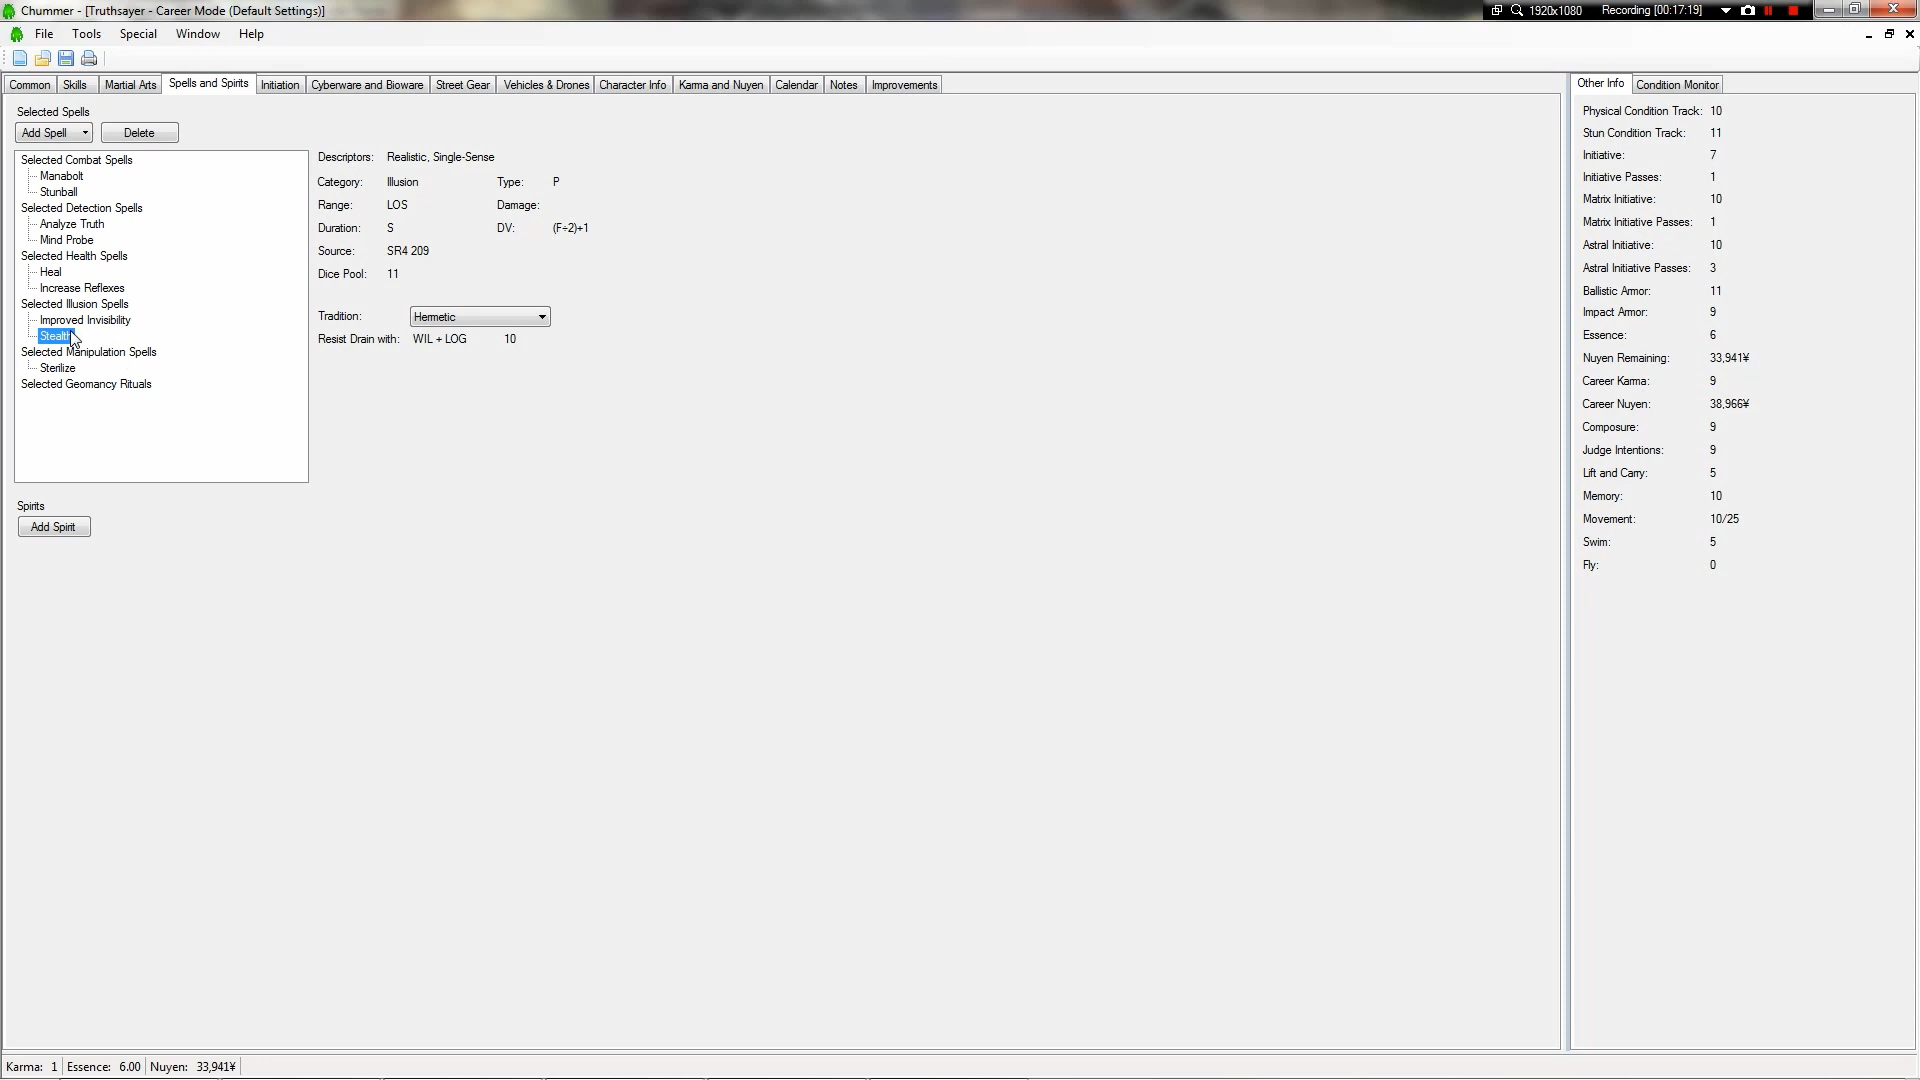 Chummer - [Truthsayer - Career Mode (Default Settings)]
1920x1080 Recording [00:17:19]
File Tools Special Window Help
Common Skills Martial Arts Spells and Spirits Initiation Cyberware and Bioware Street Gear Vehicles & Drones Character Info Karma and Nuyen Calendar Notes Improvements
Selected Spells
Add Spell Delete
Selected Combat Spells
Manabolt
Stunball
Selected Detection Spells
Analyze Truth
Mind Probe
Selected Health Spells
Heal
Increase Reflexes
Selected Illusion Spells
Improved Invisibility
Stealth
Selected Manipulation Spells
Sterilize
Selected Geomancy Rituals
Descriptors: Realistic, Single-Sense
Category: Illusion Type: P
Range: LOS Damage:
Duration: S DV: (F÷2)+1
Source: SR4 209
Dice Pool: 11
Tradition: Hermetic
Resist Drain with: WIL + LOG 10
Spirits
Add Spirit
Other Info Condition Monitor
Physical Condition Track: 10
Stun Condition Track: 11
Initiative: 7
Initiative Passes: 1
Matrix Initiative: 10
Matrix Initiative Passes: 1
Astral Initiative: 10
Astral Initiative Passes: 3
Ballistic Armor: 11
Impact Armor: 9
Essence: 6
Nuyen Remaining: 33,941¥
Career Karma: 9
Career Nuyen: 38,966¥
Composure: 9
Judge Intentions: 9
Lift and Carry: 5
Memory: 10
Movement: 10/25
Swim: 5
Fly: 0
Karma: 1 Essence: 6.00 Nuyen: 33,941¥